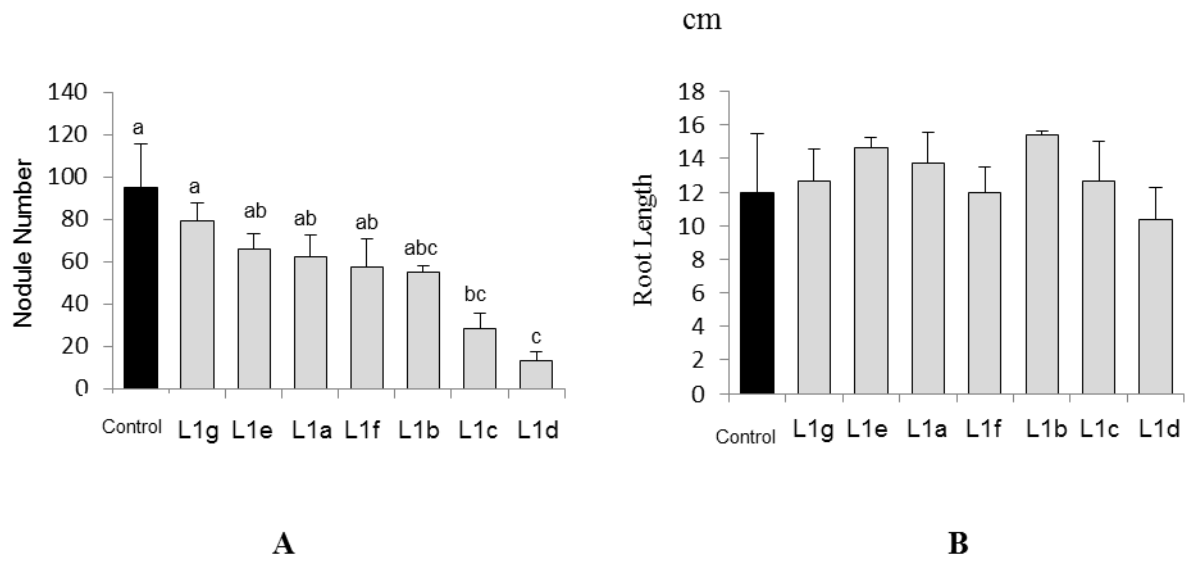 cm
140
120
100
80
60
40
20
0
Nodule Number
a
a
ab
ab
ab
abc
bc
c
Control L1g L1e L1a L1f L1b L1c L1d
A
18
16
14
12
10
8
6
4
2
0
Root Length
Control L1g L1e L1a L1f L1b L1c L1d
B